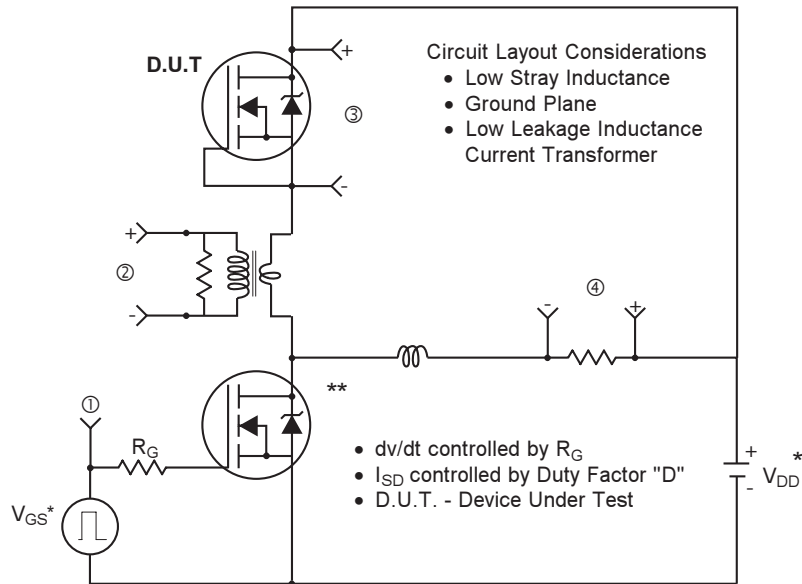 D.U.T
+
③
-
Circuit Layout Considerations
• Low Stray Inductance
• Ground Plane
• Low Leakage Inductance
Current Transformer
+
②
-
④
-
+
**
①
R_G
V_GS*
• dv/dt controlled by R_G
• I_SD controlled by Duty Factor "D"
• D.U.T. - Device Under Test
+
-
V_DD*